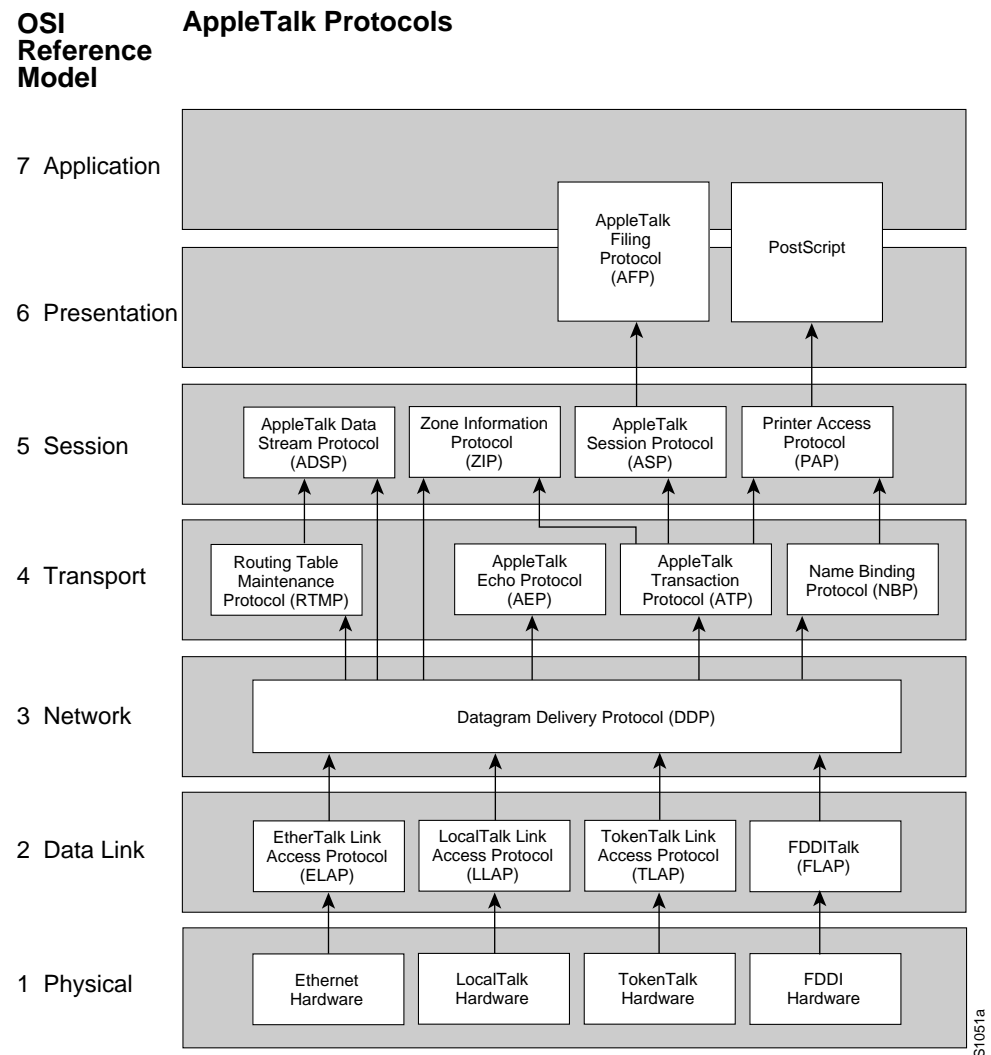 OSI
Reference
Model
AppleTalk Protocols
7 Application
AppleTalk
Filing
Protocol
(AFP)
PostScript
6 Presentation
5 Session
AppleTalk Data
Stream Protocol
(ADSP)
Zone Information
Protocol
(ZIP)
AppleTalk
Session Protocol
(ASP)
Printer Access
Protocol
(PAP)
4 Transport
Routing Table
Maintenance
Protocol (RTMP)
AppleTalk
Echo Protocol
(AEP)
AppleTalk
Transaction
Protocol (ATP)
Name Binding
Protocol (NBP)
3 Network
Datagram Delivery Protocol (DDP)
2 Data Link
EtherTalk Link
Access Protocol
(ELAP)
LocalTalk Link
Access Protocol
(LLAP)
TokenTalk Link
Access Protocol
(TLAP)
FDDITalk
(FLAP)
1 Physical
Ethernet
Hardware
LocalTalk
Hardware
TokenTalk
Hardware
FDDI
Hardware
S1051a